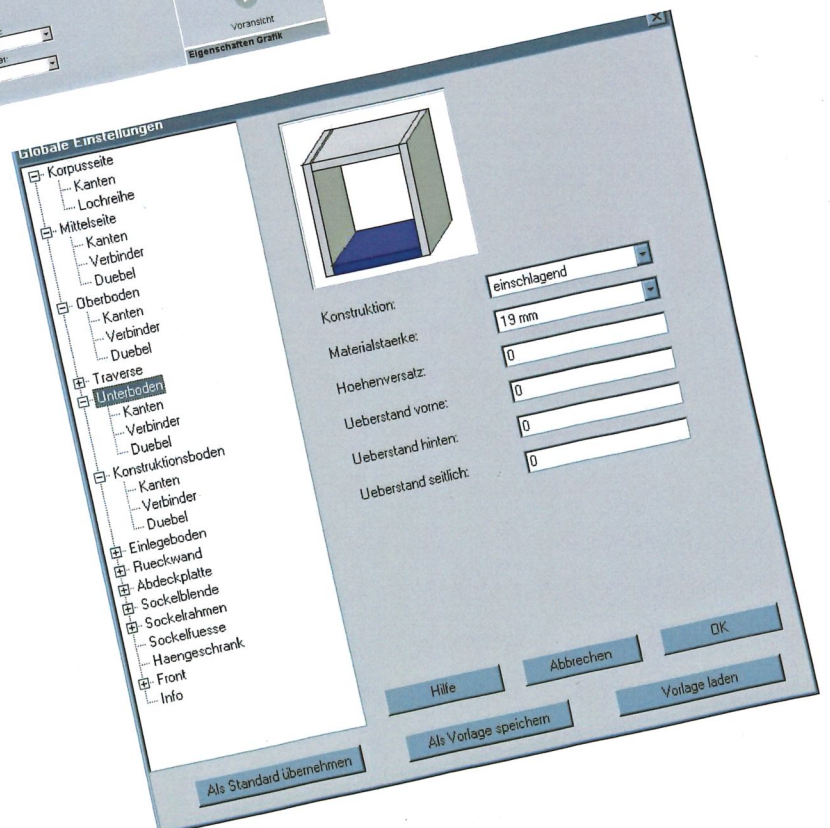 Voransicht
Eigenschaften Grafik
Globale Einstellungen
Korpusseite
Kanten
Lochreihe
Mittelseite
Kanten
Verbinder
Duebel
Oberboden
Kanten
Verbinder
Duebel
Traverse
Unterboden
Kanten
Verbinder
Duebel
Konstruktionsboden
Kanten
Verbinder
Duebel
Einlegeboden
Rueckwand
Abdeckplatte
Sockelblende
Sockelrahmen
Sockelfuesse
Haengeschrank
Front
Info
Konstruktion: einschlagend
Materialstaerke: 19 mm
Hoehenversatz: 0
Ueberstand vorne: 0
Ueberstand hinten: 0
Ueberstand seitlich: 0
Hilfe Abbrechen OK
Als Standard übernehmen Als Vorlage speichern Vorlage laden